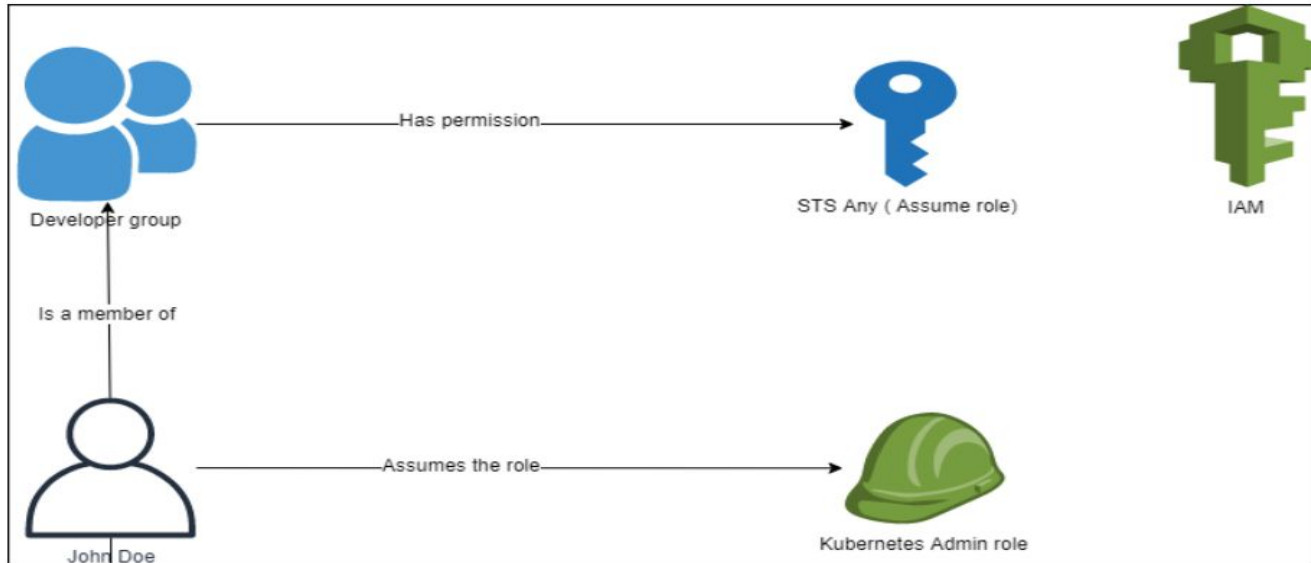 Has permission
Developer group
STS Any ( Assume role)
IAM
Is a member of
Assumes the role
John Doe
Kubernetes Admin role